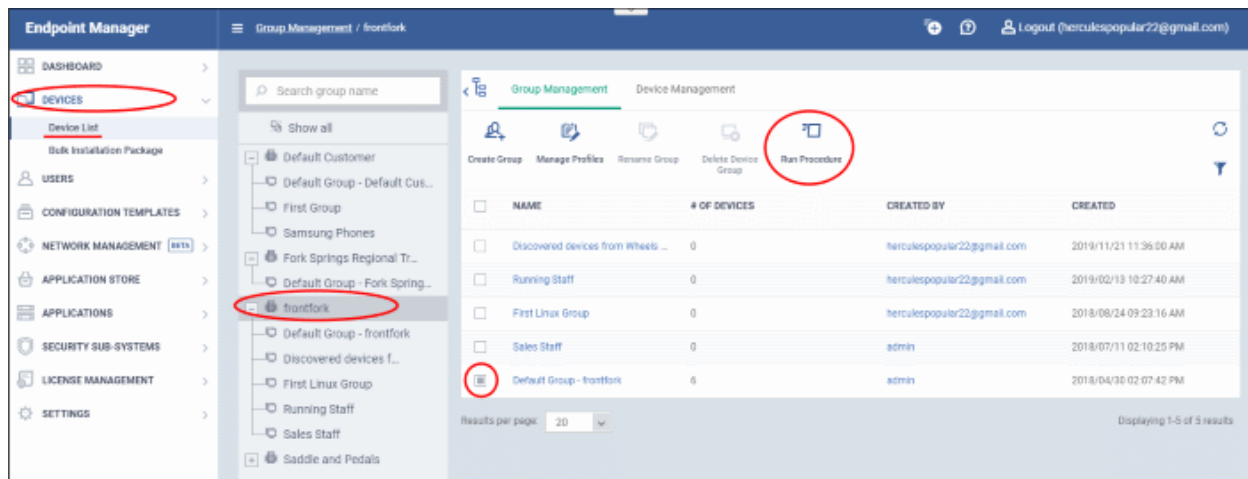 Endpoint Manager
Group Management / frontfork
Logout (herculespopular22@gmail.com)
DASHBOARD
DEVICES
Device List
Bulk Installation Package
USERS
CONFIGURATION TEMPLATES
NETWORK MANAGEMENT BETA
APPLICATION STORE
APPLICATIONS
SECURITY SUB-SYSTEMS
LICENSE MANAGEMENT
SETTINGS
Search group name
Show all
Default Customer
Default Group - Default Cus...
First Group
Samsung Phones
Fork Springs Regional Tr...
Default Group - Fork Spring...
frontfork
Default Group - frontfork
Discovered devices f...
First Linux Group
Running Staff
Sales Staff
Saddle and Pedals
Group Management Device Management
Create Group Manage Profiles Rename Group Delete Device Group Run Procedure
NAME # OF DEVICES CREATED BY CREATED
Discovered devices from Wheels ... 0 herculespopular22@gmail.com 2019/11/21 11:36:00 AM
Running Staff 0 herculespopular22@gmail.com 2019/02/13 10:27:40 AM
First Linux Group 0 herculespopular22@gmail.com 2018/08/24 09:23:16 AM
Sales Staff 0 admin 2018/07/11 02:10:25 PM
Default Group - frontfork 6 admin 2018/04/30 02:07:42 PM
Results per page: 20
Displaying 1-5 of 5 results